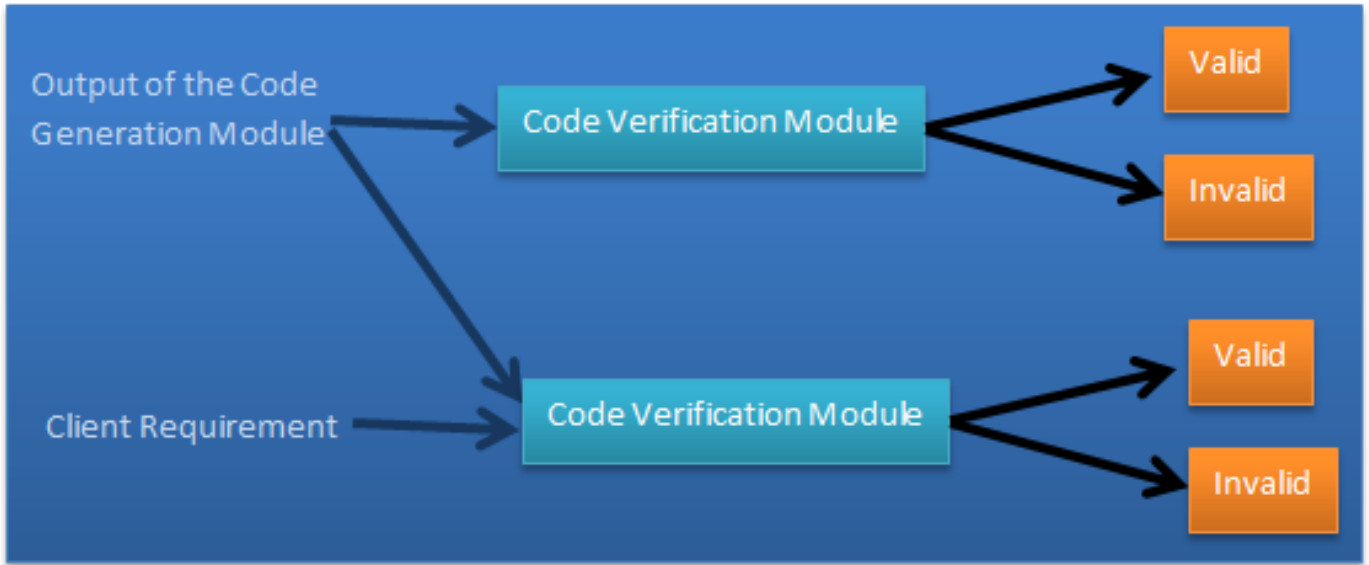 Output of the Code
Generation Module
Code Verification Module
Valid
Invalid
Client Requirement
Code Verification Module
Valid
Invalid